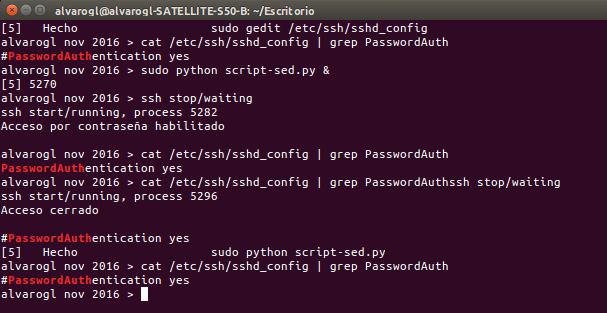 alvarogl@alvarogl-SATELLITE-S50-B: ~/Escritorio
[5]   Hecho                   sudo gedit /etc/ssh/sshd_config
alvarogl nov 2016 > cat /etc/ssh/sshd_config | grep PasswordAuth
#PasswordAuthentication yes
alvarogl nov 2016 > sudo python script-sed.py &
[5] 5270
alvarogl nov 2016 > ssh stop/waiting
ssh start/running, process 5282
Acceso por contraseña habilitado
alvarogl nov 2016 > cat /etc/ssh/sshd_config | grep PasswordAuth
PasswordAuthentication yes
alvarogl nov 2016 > cat /etc/ssh/sshd_config | grep PasswordAuthssh stop/waiting
ssh start/running, process 5296
Acceso cerrado
#PasswordAuthentication yes
[5]   Hecho                   sudo python script-sed.py
alvarogl nov 2016 > cat /etc/ssh/sshd_config | grep PasswordAuth
#PasswordAuthentication yes
alvarogl nov 2016 >